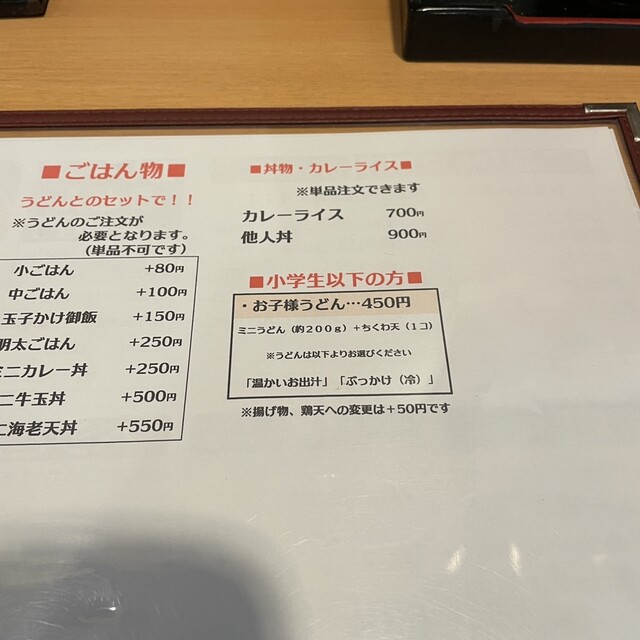 ■ごはん物■
うどんとのセットで！！
※うどんのご注文が
必要となります。
(単品不可です)
小ごはん +80円
中ごはん +100円
玉子かけ御飯 +150円
明太ごはん +250円
ミニカレー丼 +250円
ニ牛玉丼 +500円
ニ海老天丼 +550円
■丼物・カレーライス■
※単品注文できます
カレーライス 700円
他人丼 900円
■小学生以下の方■
・お子様うどん…450円
ミニうどん（約200g）＋ちくわ天（1コ）
※うどんは以下よりお選びください
「温かいお出汁」「ぶっかけ（冷）」
※揚げ物、鶏天への変更は＋50円です